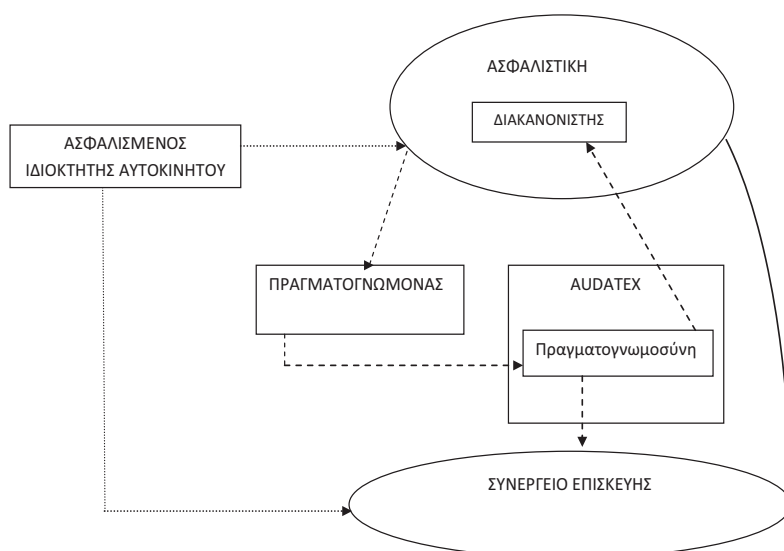 ΑΣΦΑΛΙΣΤΙΚΗ
ΔΙΑΚΑΝΟΝΙΣΤΗΣ
ΑΣΦΑΛΙΣΜΕΝΟΣ
ΙΔΙΟΚΤΗΤΗΣ ΑΥΤΟΚΙΝΗΤΟΥ
ΠΡΑΓΜΑΤΟΓΝΩΜΟΝΑΣ
AUDATEX
Πραγματογνωμοσύνη
ΣΥΝΕΡΓΕΙΟ ΕΠΙΣΚΕΥΗΣ